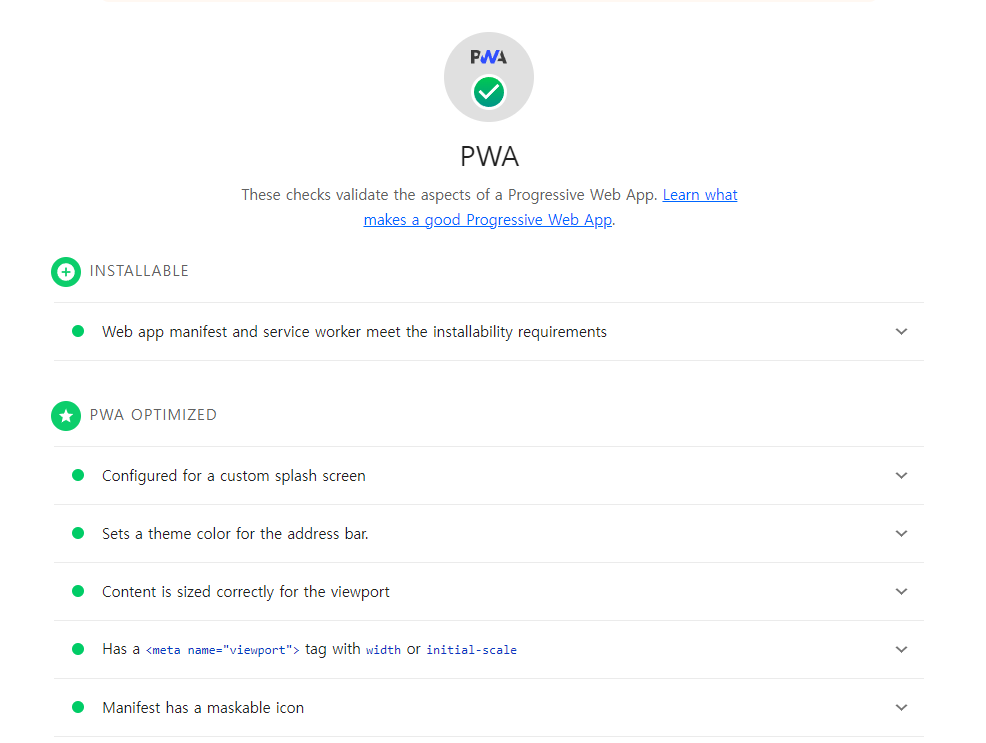 PWA
PWA
These checks validate the aspects of a Progressive Web App. Learn what
makes a good Progressive Web App.
INSTALLABLE
Web app manifest and service worker meet the installability requirements
PWA OPTIMIZED
Configured for a custom splash screen
Sets a theme color for the address bar.
Content is sized correctly for the viewport
Has a <meta name="viewport"> tag with width or initial-scale
Manifest has a maskable icon